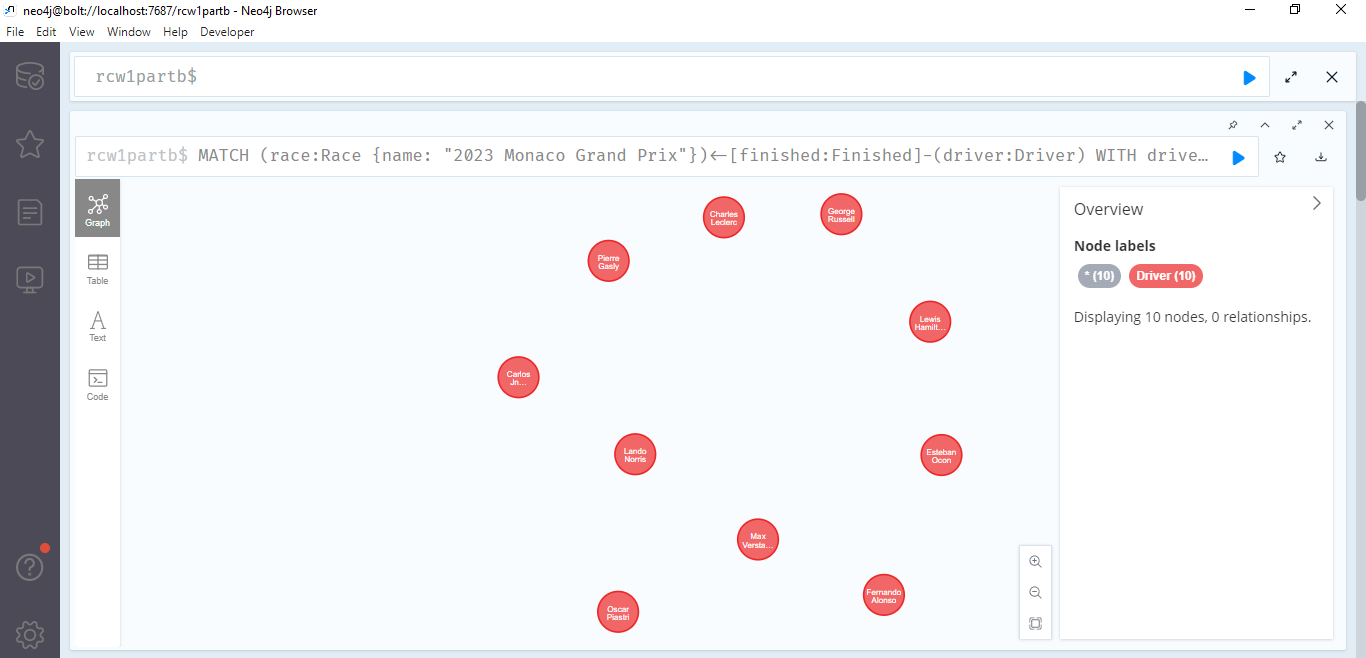 neo4j@bolt://localhost:7687/rcw1partb - Neo4j Browser
File Edit View Window Help Developer
rcw1partb$
rcw1partb$ MATCH (race:Race {name: "2023 Monaco Grand Prix"})<-[finished:Finished]-(driver:Driver) WITH drive…
Graph
Table
Text
Code
Charles
Leclerc
George
Russell
Pierre
Gasly
Lewis
Hamilt…
Carlos
Jn…
Lando
Norris
Esteban
Ocon
Max
Versta…
Fernando
Alonso
Oscar
Piastri
Overview
Node labels
* (10) Driver (10)
Displaying 10 nodes, 0 relationships.